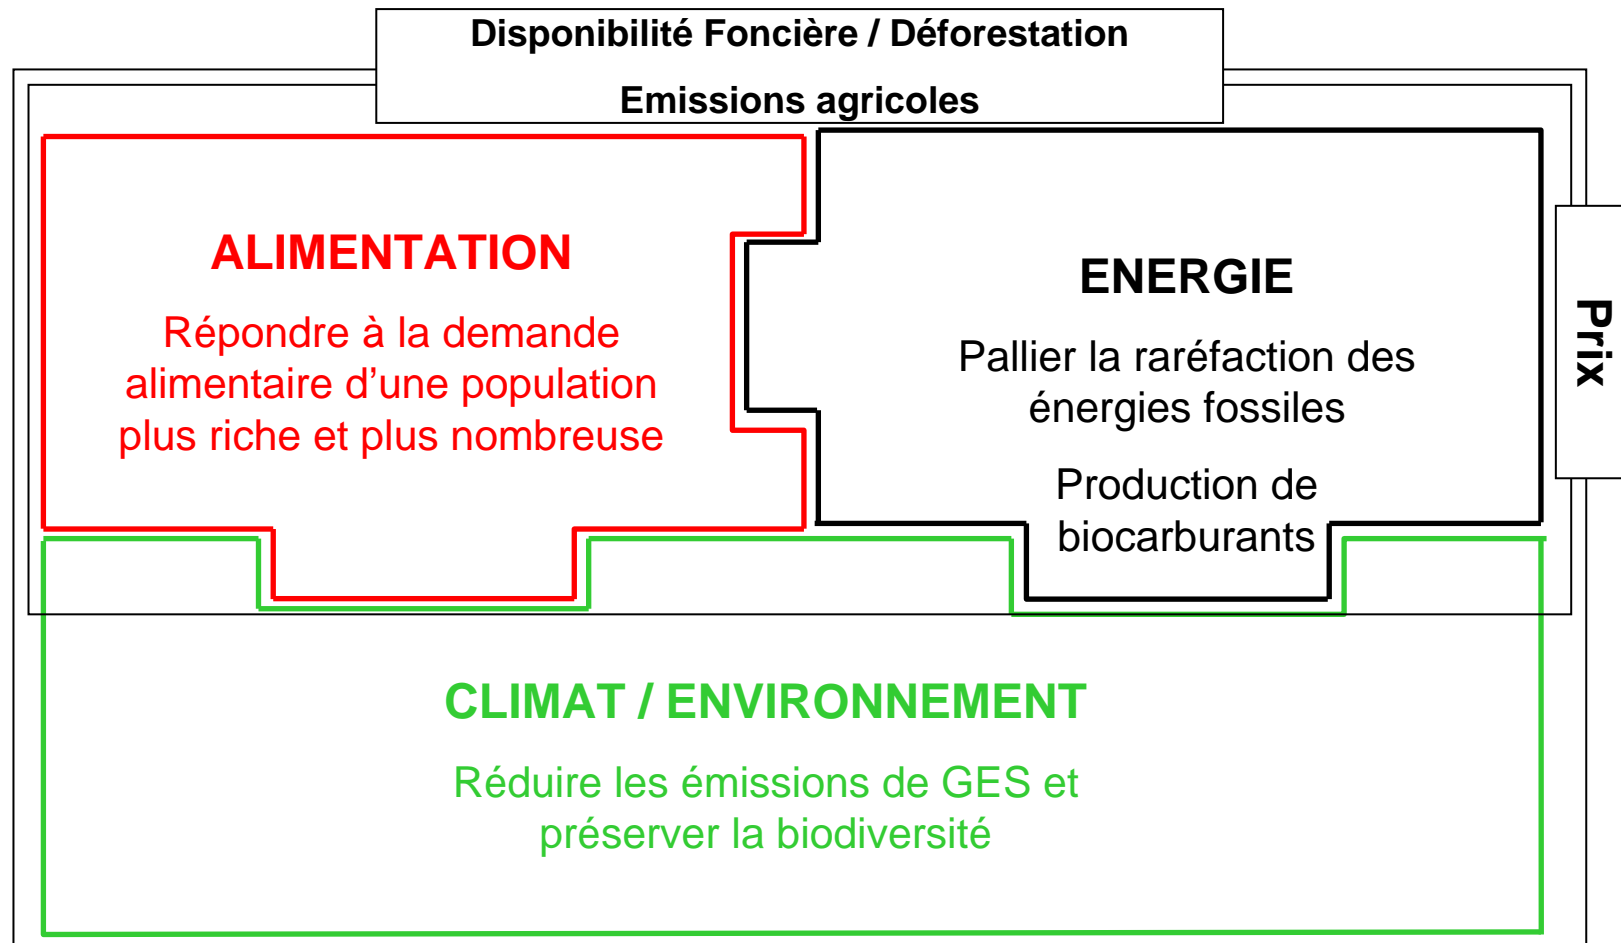 Disponibilité Foncière / Déforestation
Emissions agricoles
ALIMENTATION
Répondre à la demande
alimentaire d’une population
plus riche et plus nombreuse
ENERGIE
Pallier la raréfaction des
énergies fossiles
Production de
biocarburants
Prix
CLIMAT / ENVIRONNEMENT
Réduire les émissions de GES et
préserver la biodiversité